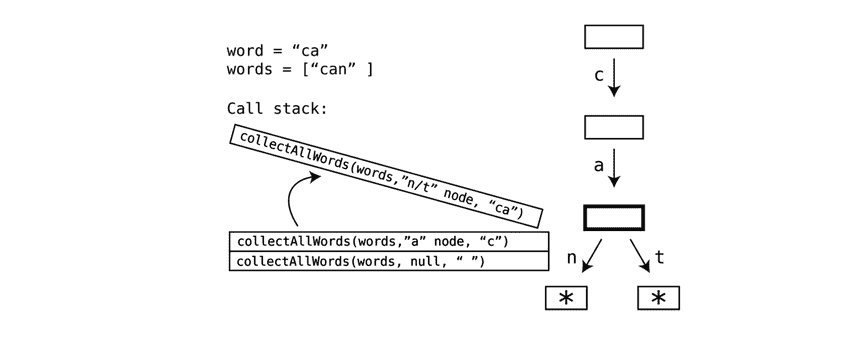 word = “ca”
words = [“can” ]
Call stack:
collectAllWords(words,”n/t” node, “ca”)
collectAllWords(words,”a” node, “c”)
collectAllWords(words, null, “ ”)
c
a
n t
* *